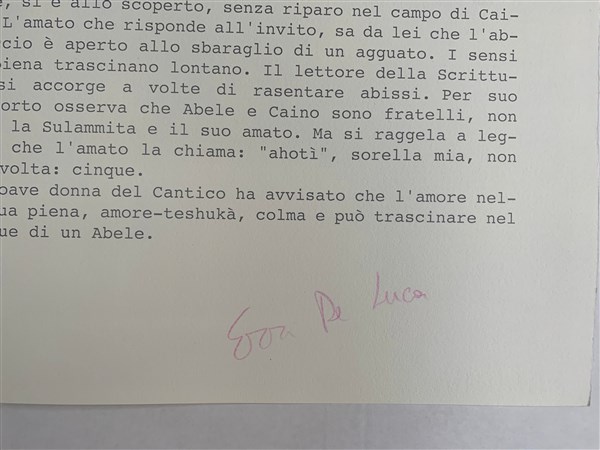 si è allo scoperto, senza riparo nel campo di Cai-
L'amato che risponde all'invito, sa da lei che l'ab-
ccio è aperto allo sbaraglio di un agguato. I sensi
piena trascinano lontano. Il lettore della Scrittu-
si accorge a volte di rasentare abissi. Per suo
orto osserva che Abele e Caino sono fratelli, non
la Sulammita e il suo amato. Ma si raggela a leg-
che l'amato la chiama: "ahotì", sorella mia, non
volta: cinque.
oave donna del Cantico ha avvisato che l'amore nel-
ua piena, amore-teshukà, colma e può trascinare nel
ue di un Abele.
Erri De Luca